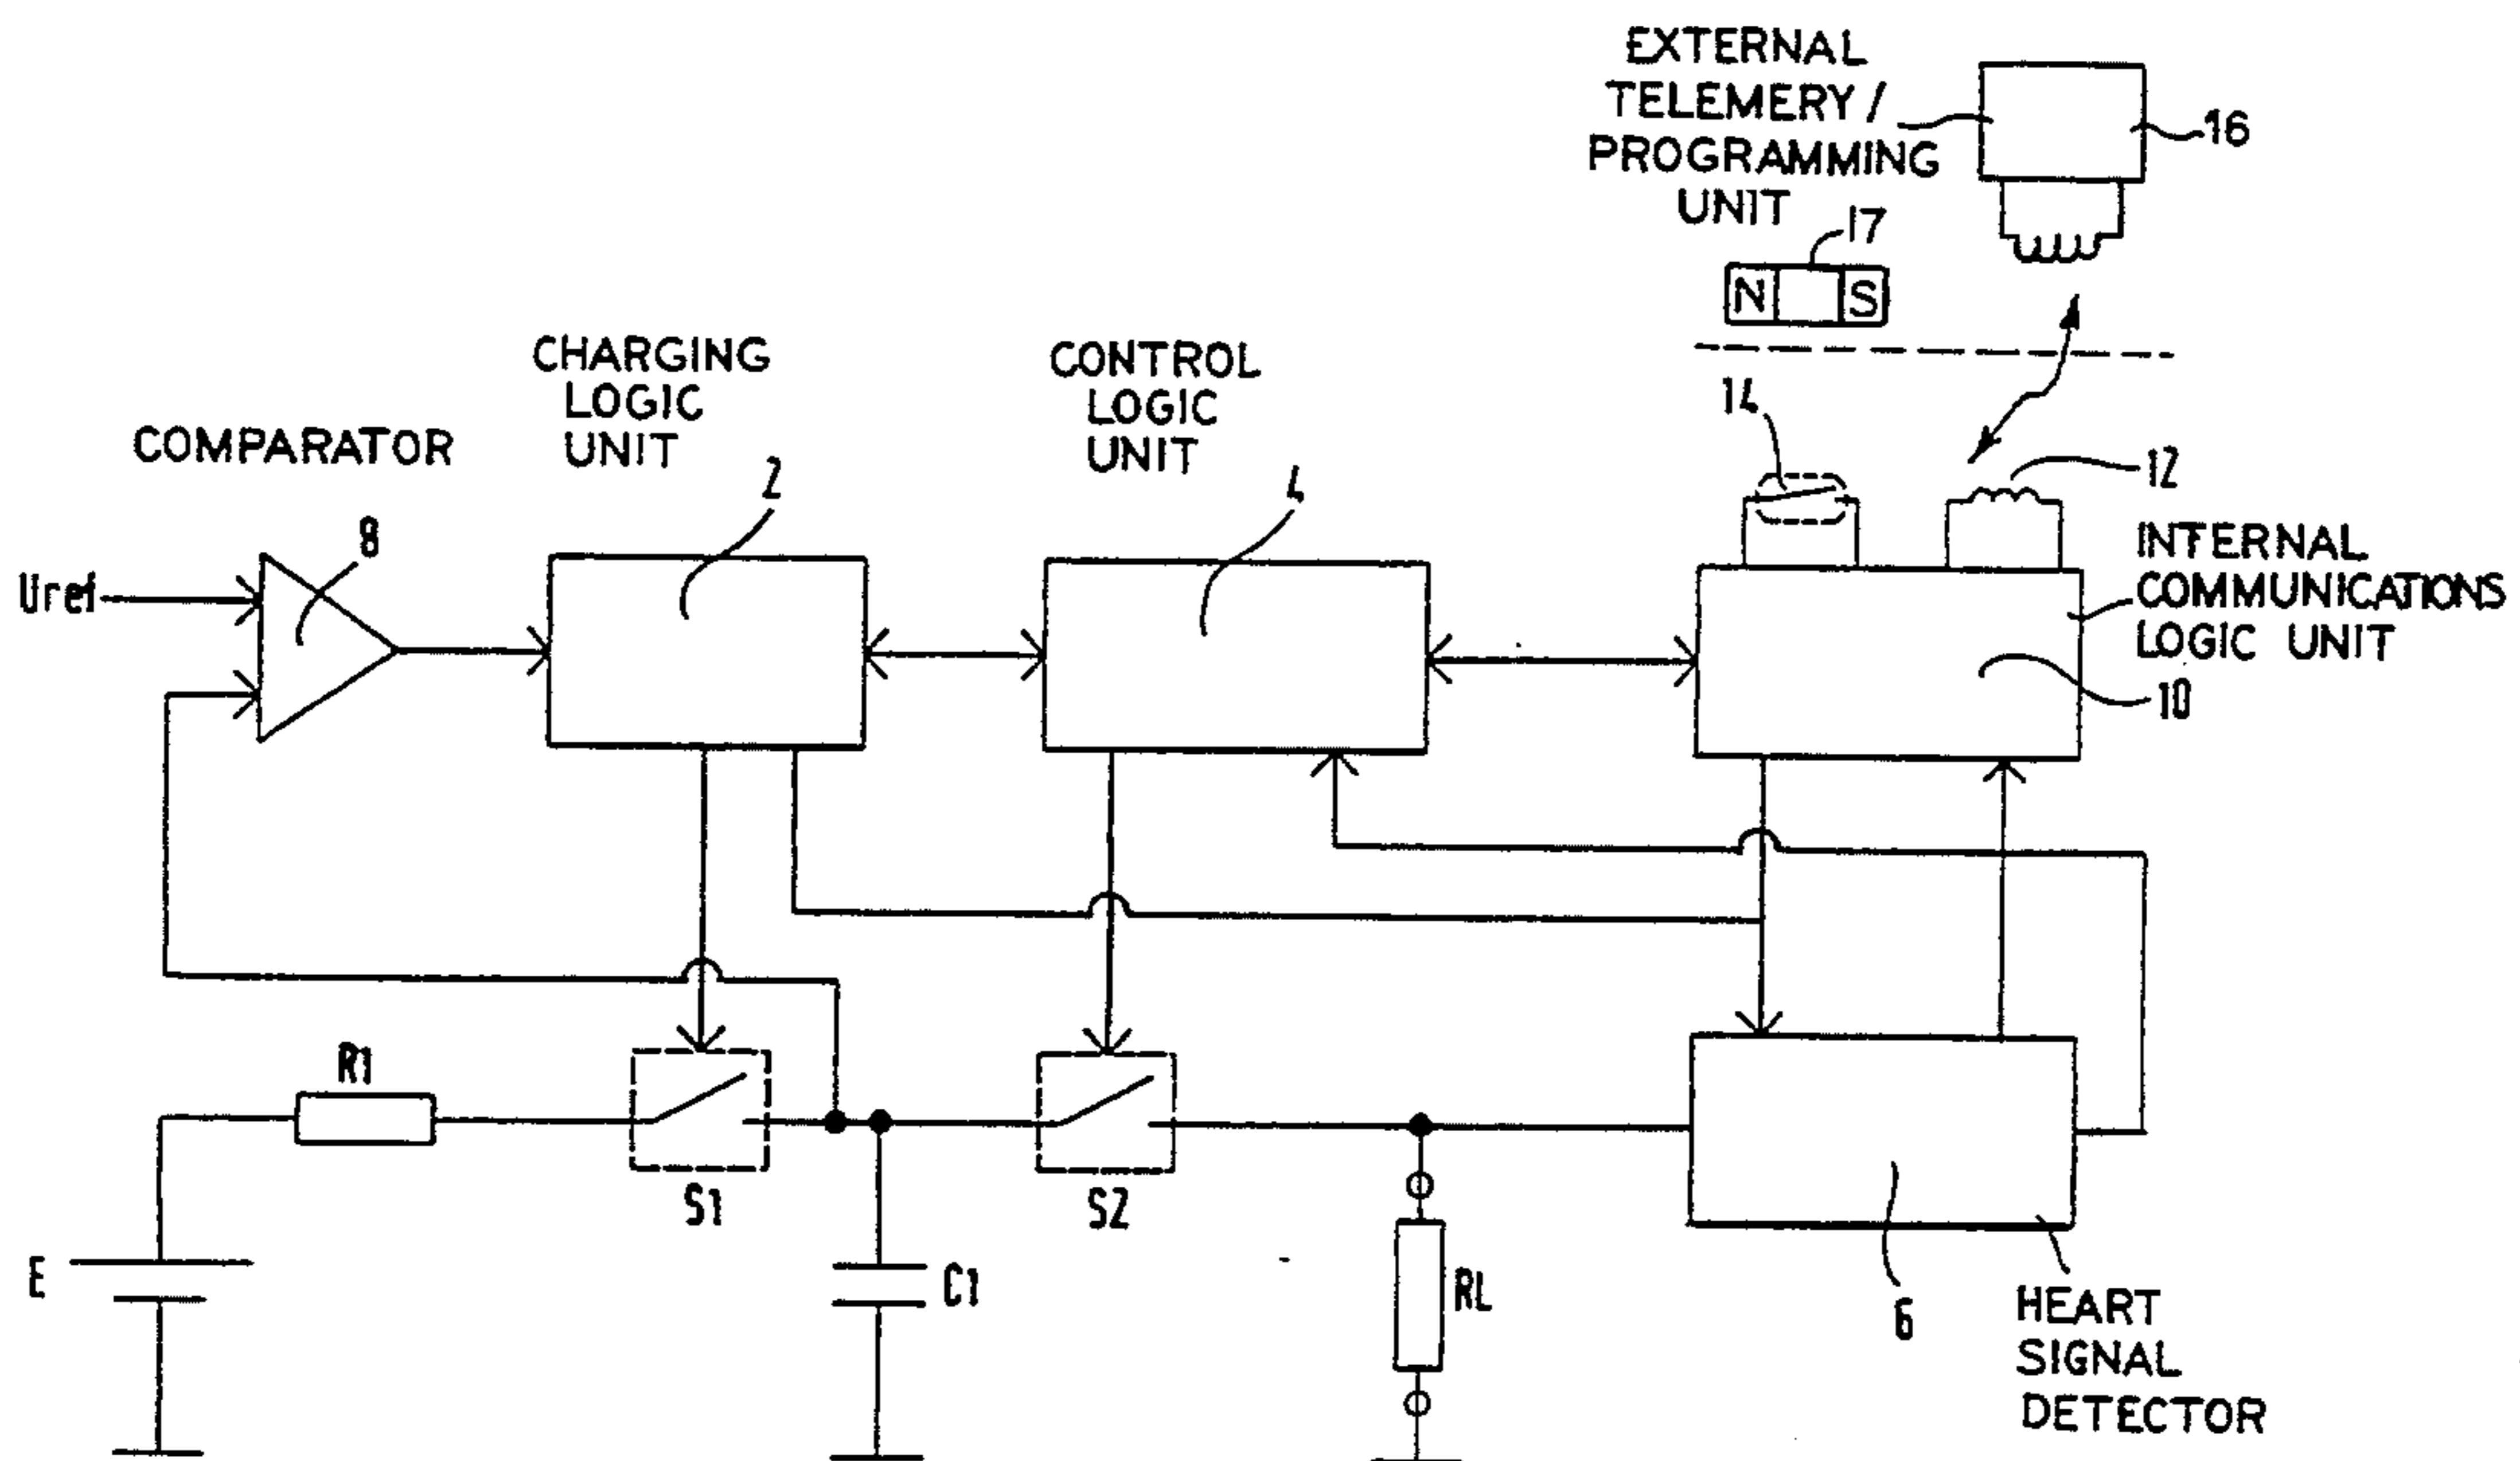 EXTERNAL
TELEMERY/
PROGRAMMING
UNIT
16
17
N S
CHARGING
LOGIC
UNIT
CONTROL
LOGIC
UNIT
COMPARATOR
14
12
2
4
8
INTERNAL
COMMUNICATIONS
LOGIC UNIT
Uref
10
R1
S1
S2
E
C1
RL
6
HEART
SIGNAL
DETECTOR